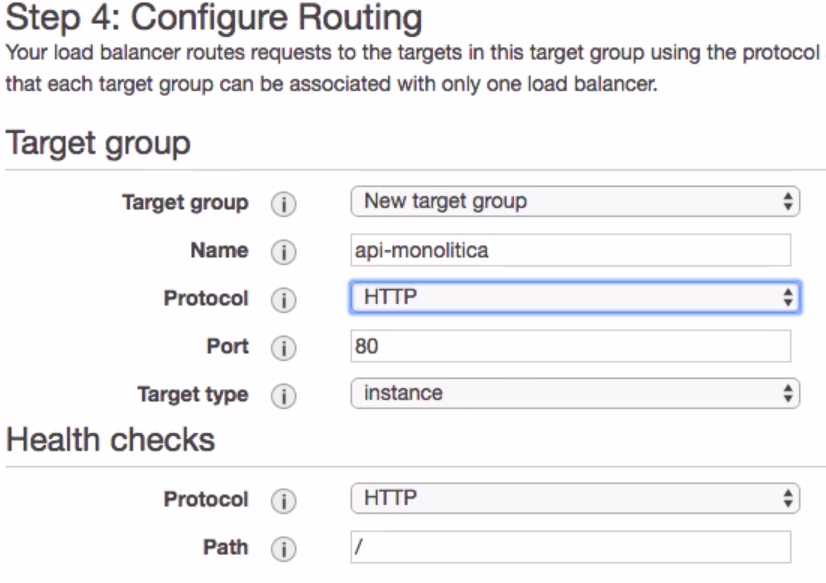 Step 4: Configure Routing
Your load balancer routes requests to the targets in this target group using the protocol
that each target group can be associated with only one load balancer.
Target group
Target group i New target group
Name i api-monolitica
Protocol i HTTP
Port i 80
Target type i instance
Health checks
Protocol i HTTP
Path i /